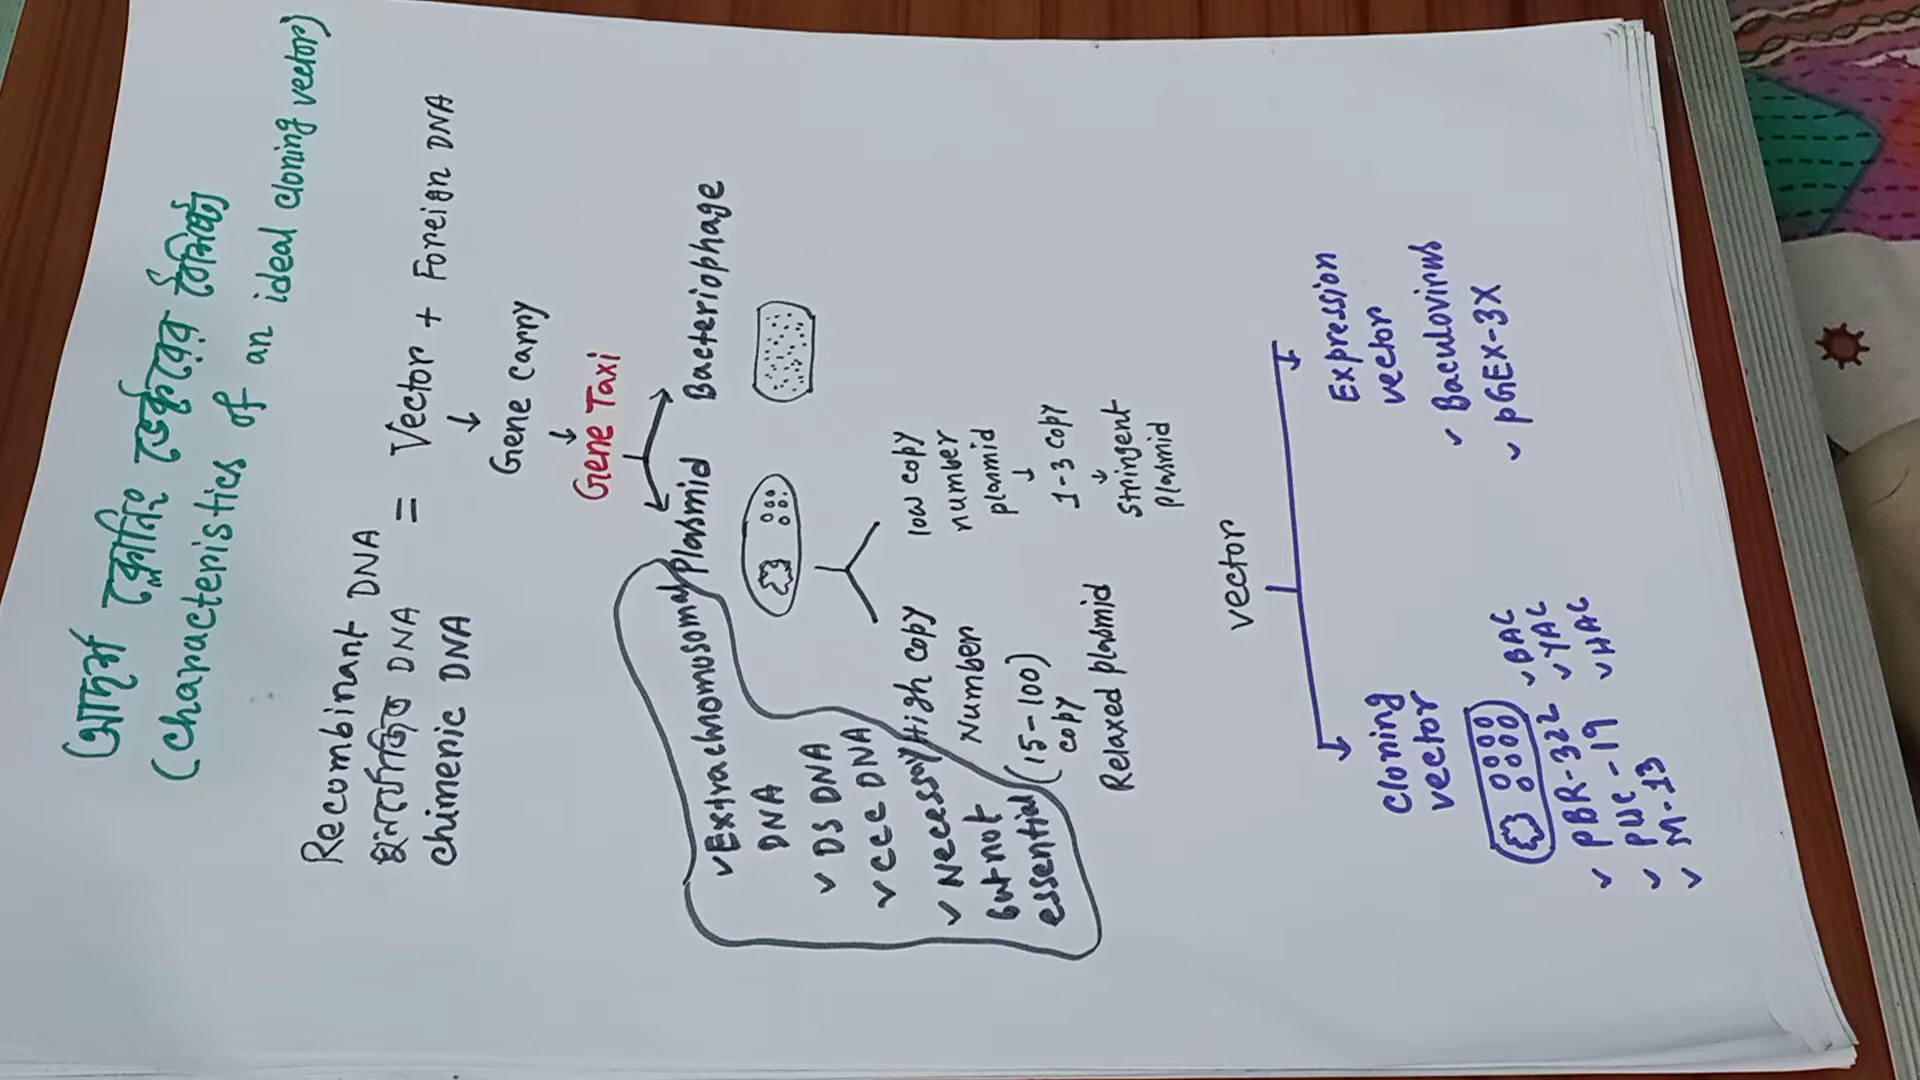 আদর্শ ক্লোনিং ভেক্টরের বৈশিষ্ট্য
(characteristics of an ideal cloning vector)
Recombinant DNA
DNA
chimeric DNA
= Vector + Foreign DNA
↓
Gene carry
↓
Gene Taxi
Plasmid Bacteriophage
✓Extrachromosomal
DNA
✓ DS DNA
✓ CCC DNA
✓ Necessary
but not
essential
High copy
Number
(15-100)
copy
Relaxed plasmid
low copy
number
planmid
↓
1-3 copy
↓
stringent
plasmid
vector
Cloning
vector
✓ PBR-322
✓ PUC-19
✓ M-13
✓BAC
✓YAC
✓HAC
Expression
vector
✓ Baculovirus
✓ pGEX-3X